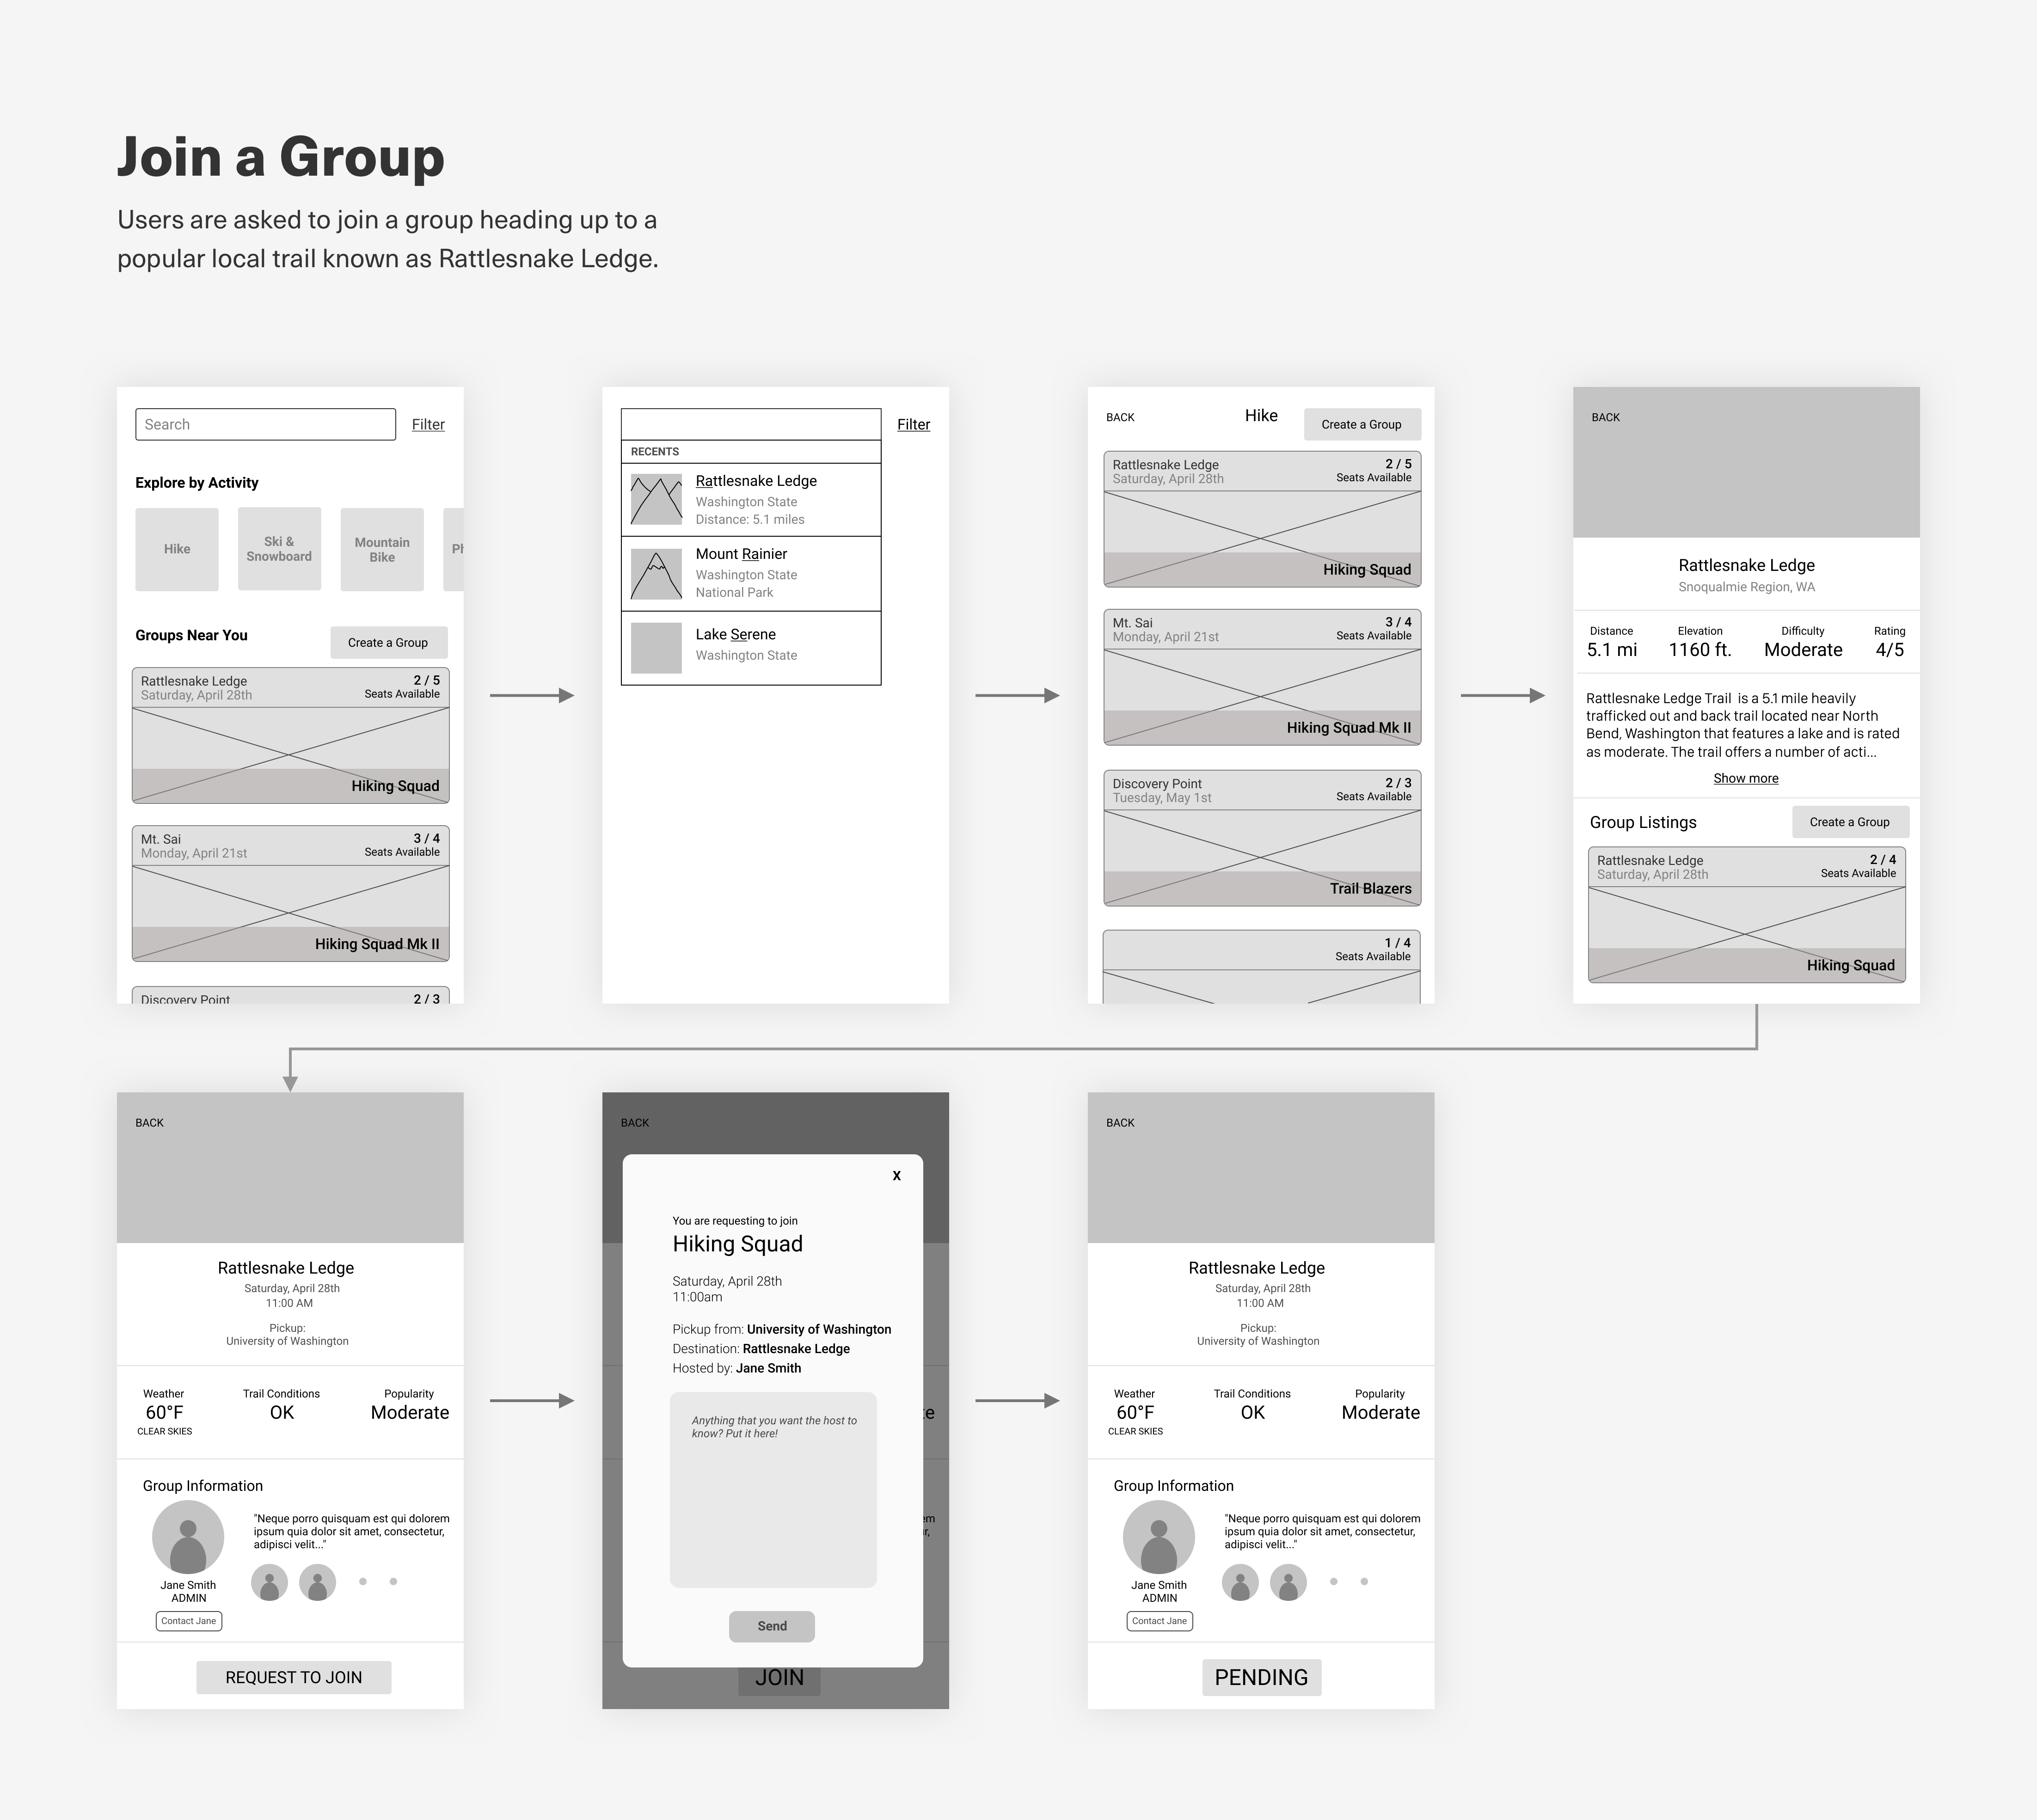 Join a Group
Users are asked to join a group heading up to a
popular local trail known as Rattlesnake Ledge.
Search
Filter
Explore by Activity
Hike
Ski &
Snowboard
Mountain
Bike
Ph
Groups Near You
Create a Group
Rattlesnake Ledge
Saturday, April 28th
2 / 5
Seats Available
Hiking Squad
Mt. Sai
Monday, April 21st
3 / 4
Seats Available
Hiking Squad Mk II
Discovery Point
2 / 3
Filter
RECENTS
Rattlesnake Ledge
Washington State
Distance: 5.1 miles
Mount Rainier
Washington State
National Park
Lake Serene
Washington State
BACK
Hike
Create a Group
Rattlesnake Ledge
Saturday, April 28th
2 / 5
Seats Available
Hiking Squad
Mt. Sai
Monday, April 21st
3 / 4
Seats Available
Hiking Squad Mk II
Discovery Point
Tuesday, May 1st
2 / 3
Seats Available
Trail Blazers
1 / 4
Seats Available
BACK
Rattlesnake Ledge
Snoqualmie Region, WA
Distance
5.1 mi
Elevation
1160 ft.
Difficulty
Moderate
Rating
4/5
Rattlesnake Ledge Trail is a 5.1 mile heavily
trafficked out and back trail located near North
Bend, Washington that features a lake and is rated
as moderate. The trail offers a number of acti...
Show more
Group Listings
Create a Group
Rattlesnake Ledge
Saturday, April 28th
2 / 4
Seats Available
Hiking Squad
BACK
Rattlesnake Ledge
Saturday, April 28th
11:00 AM
Pickup:
University of Washington
Weather
60°F
CLEAR SKIES
Trail Conditions
OK
Popularity
Moderate
Group Information
"Neque porro quisquam est qui dolorem
ipsum quia dolor sit amet, consectetur,
adipisci velit..."
Jane Smith
ADMIN
Contact Jane
REQUEST TO JOIN
BACK
X
You are requesting to join
Hiking Squad
Saturday, April 28th
11:00am
Pickup from: University of Washington
Destination: Rattlesnake Ledge
Hosted by: Jane Smith
Anything that you want the host to
know? Put it here!
Send
te
em
r,
JOIN
BACK
Rattlesnake Ledge
Saturday, April 28th
11:00 AM
Pickup:
University of Washington
Weather
60°F
CLEAR SKIES
Trail Conditions
OK
Popularity
Moderate
Group Information
"Neque porro quisquam est qui dolorem
ipsum quia dolor sit amet, consectetur,
adipisci velit..."
Jane Smith
ADMIN
Contact Jane
PENDING